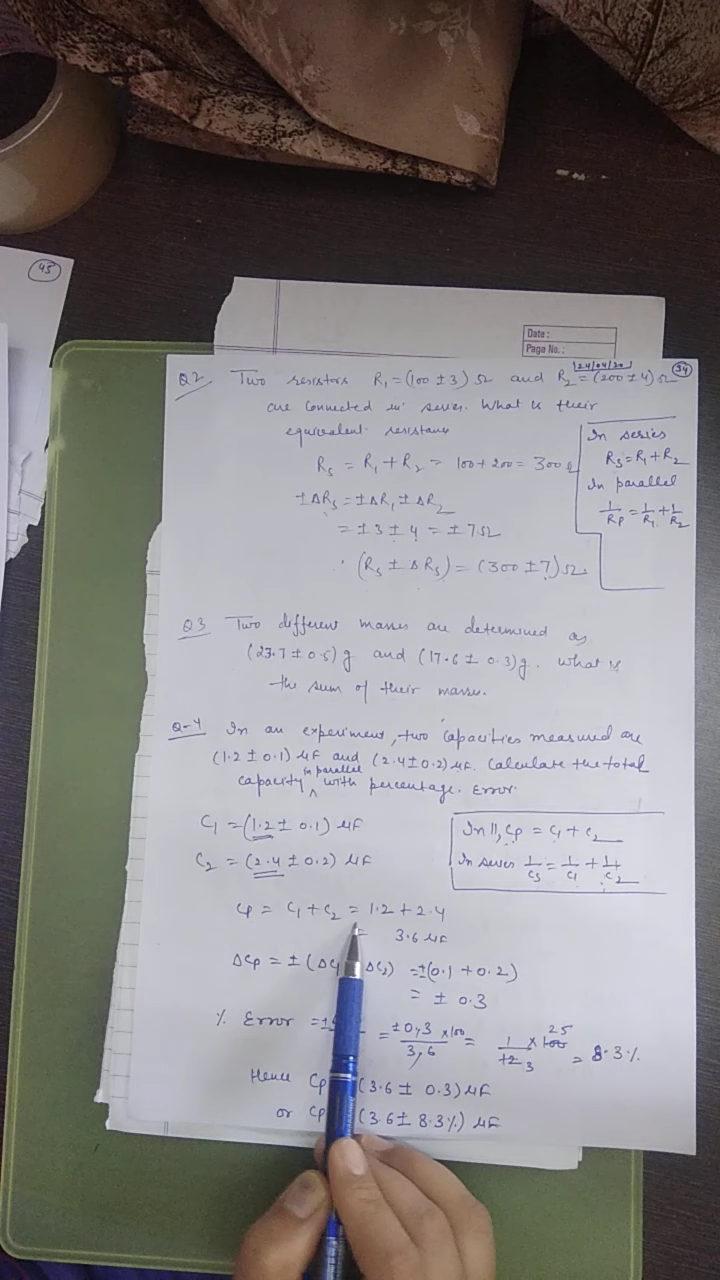 45
Date :
Page No. :
24/04/20
34
Q2 Two resistors R₁ = (100 ± 3) Ω and R₂ = (200 ± 4) Ω
are connected in series. What is their
equivalent resistance
Rs = R₁ + R₂ = 100 + 200 = 300 Ω
± ΔRs = ± ΔR₁ ± ΔR₂
= ± 3 ± 4 = ± 7 Ω
(Rs ± ΔRs) = (300 ± 7) Ω
In series
Rs = R₁ + R₂
In parallel
1/Rp = 1/R₁ + 1/R₂
Q3 Two different masses are determined as
(23.7 ± 0.5) g and (17.6 ± 0.3) g. What is
the sum of their masses.
Q-4 In an experiment, two capacities measured are
(1.2 ± 0.1) μF and (2.4 ± 0.2) μF. Calculate the total
capacity in parallel with percentage error.
C₁ = (1.2 ± 0.1) μF
C₂ = (2.4 ± 0.2) μF
In ||, Cp = C₁ + C₂
In series 1/Cs = 1/C₁ + 1/C₂
Cp = C₁ + C₂ = 1.2 + 2.4
= 3.6 μF
ΔCp = ± (ΔC ΔC₂) = ± (0.1 + 0.2)
= ± 0.3
% Error = ± = ± 0.3/3.6 × 100 = 1/12 3 × 100 25 = 8.3 %
Hence Cp (3.6 ± 0.3) μF
or Cp (3.6 ± 8.3%) μF